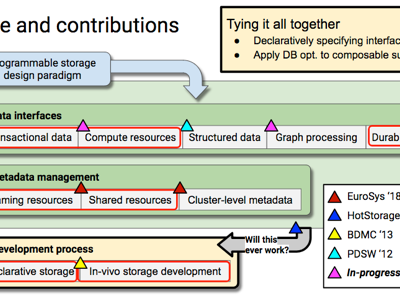 e and contributions
Tying it all together
● Declaratively specifying interfac
● Apply DB opt. to composable su
ogrammable storage
design paradigm
ata interfaces
nsactional data
Compute resources
Structured data
Graph processing
Durab
etadata management
aming resources
Shared resources
Cluster-level metadata
Will this
ever work?
evelopment process
clarative storage
In-vivo storage development
EuroSys '18
HotStorage
BDMC '13
PDSW '12
In-progress